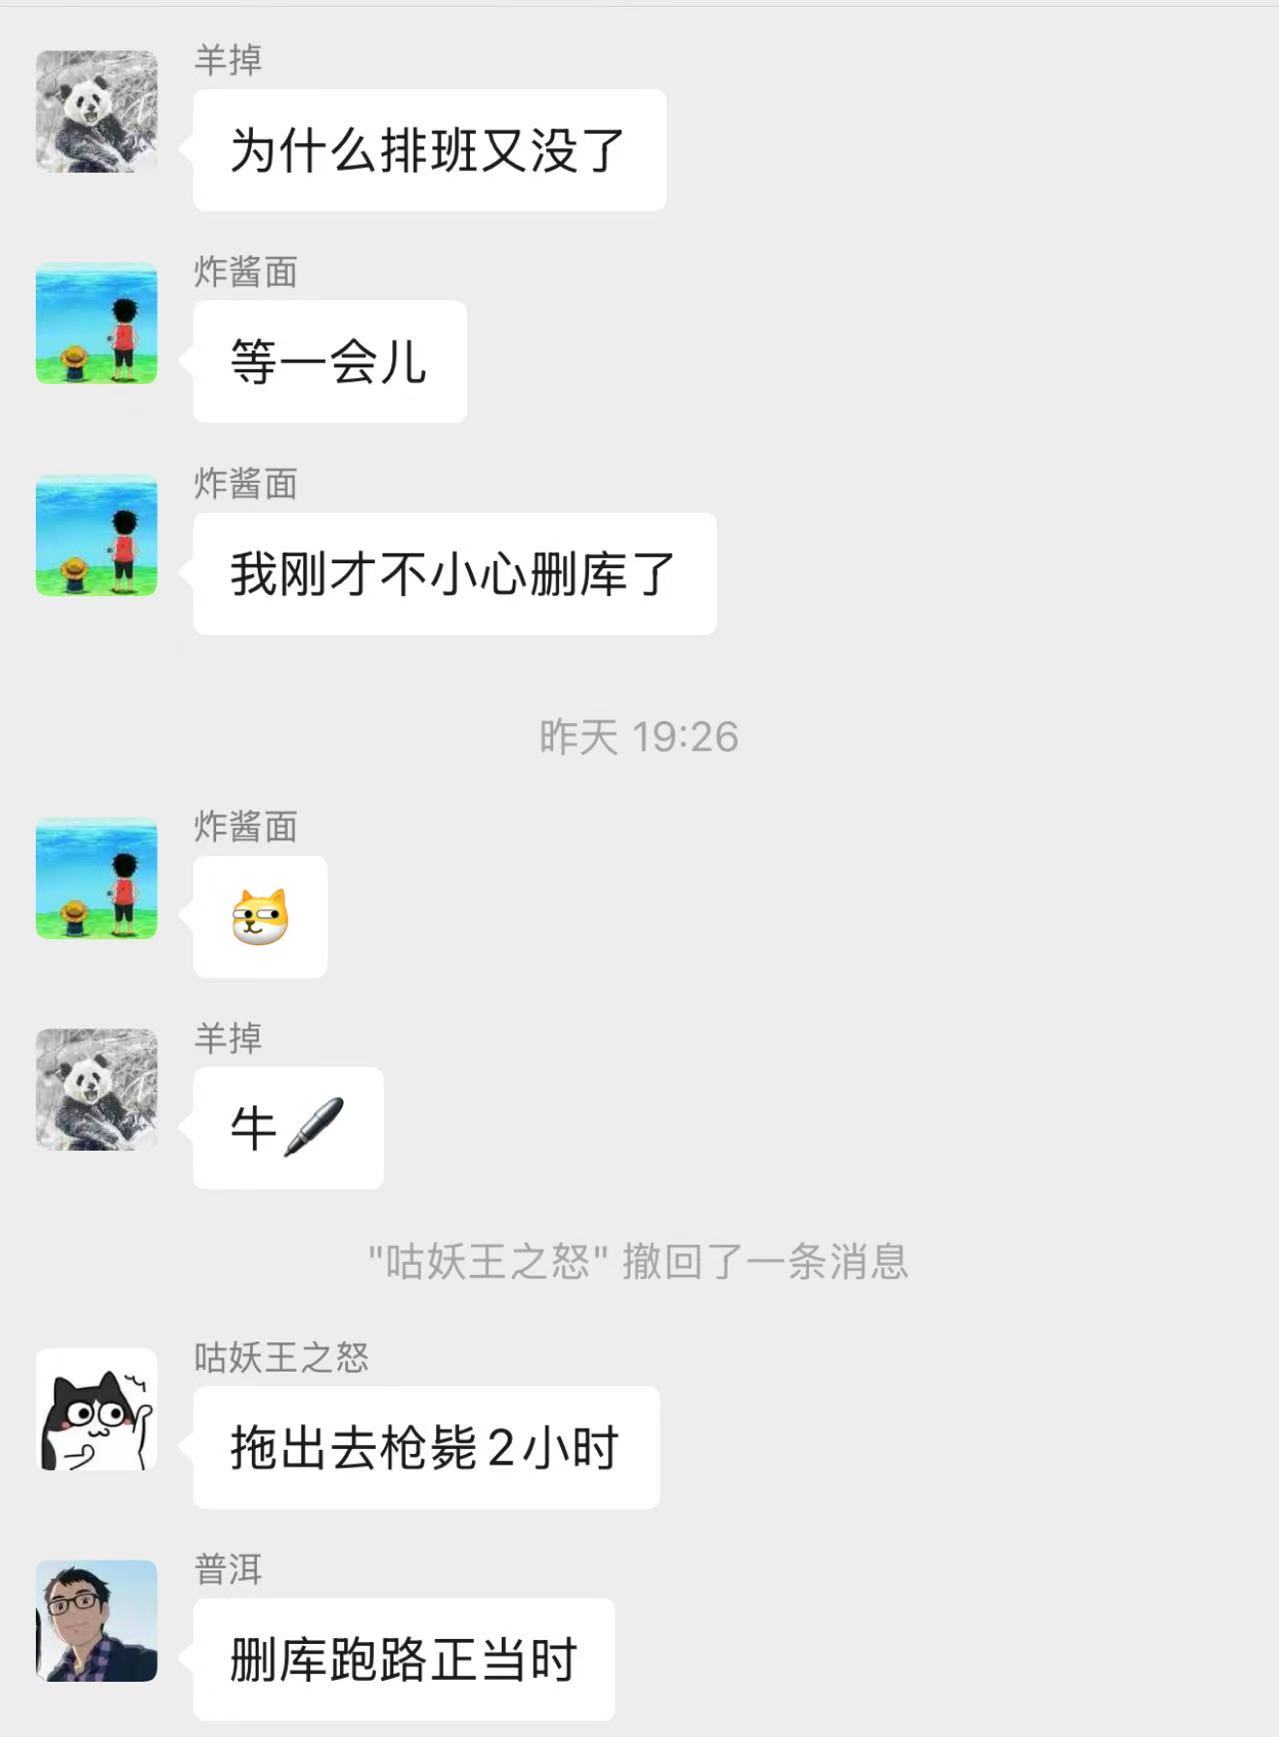 羊掉
为什么排班又没了
炸酱面
等一会儿
炸酱面
我刚才不小心删库了
昨天 19:26
炸酱面
羊掉
牛🖊
"咕妖王之怒" 撤回了一条消息
咕妖王之怒
拖出去枪毙2小时
普洱
删库跑路正当时